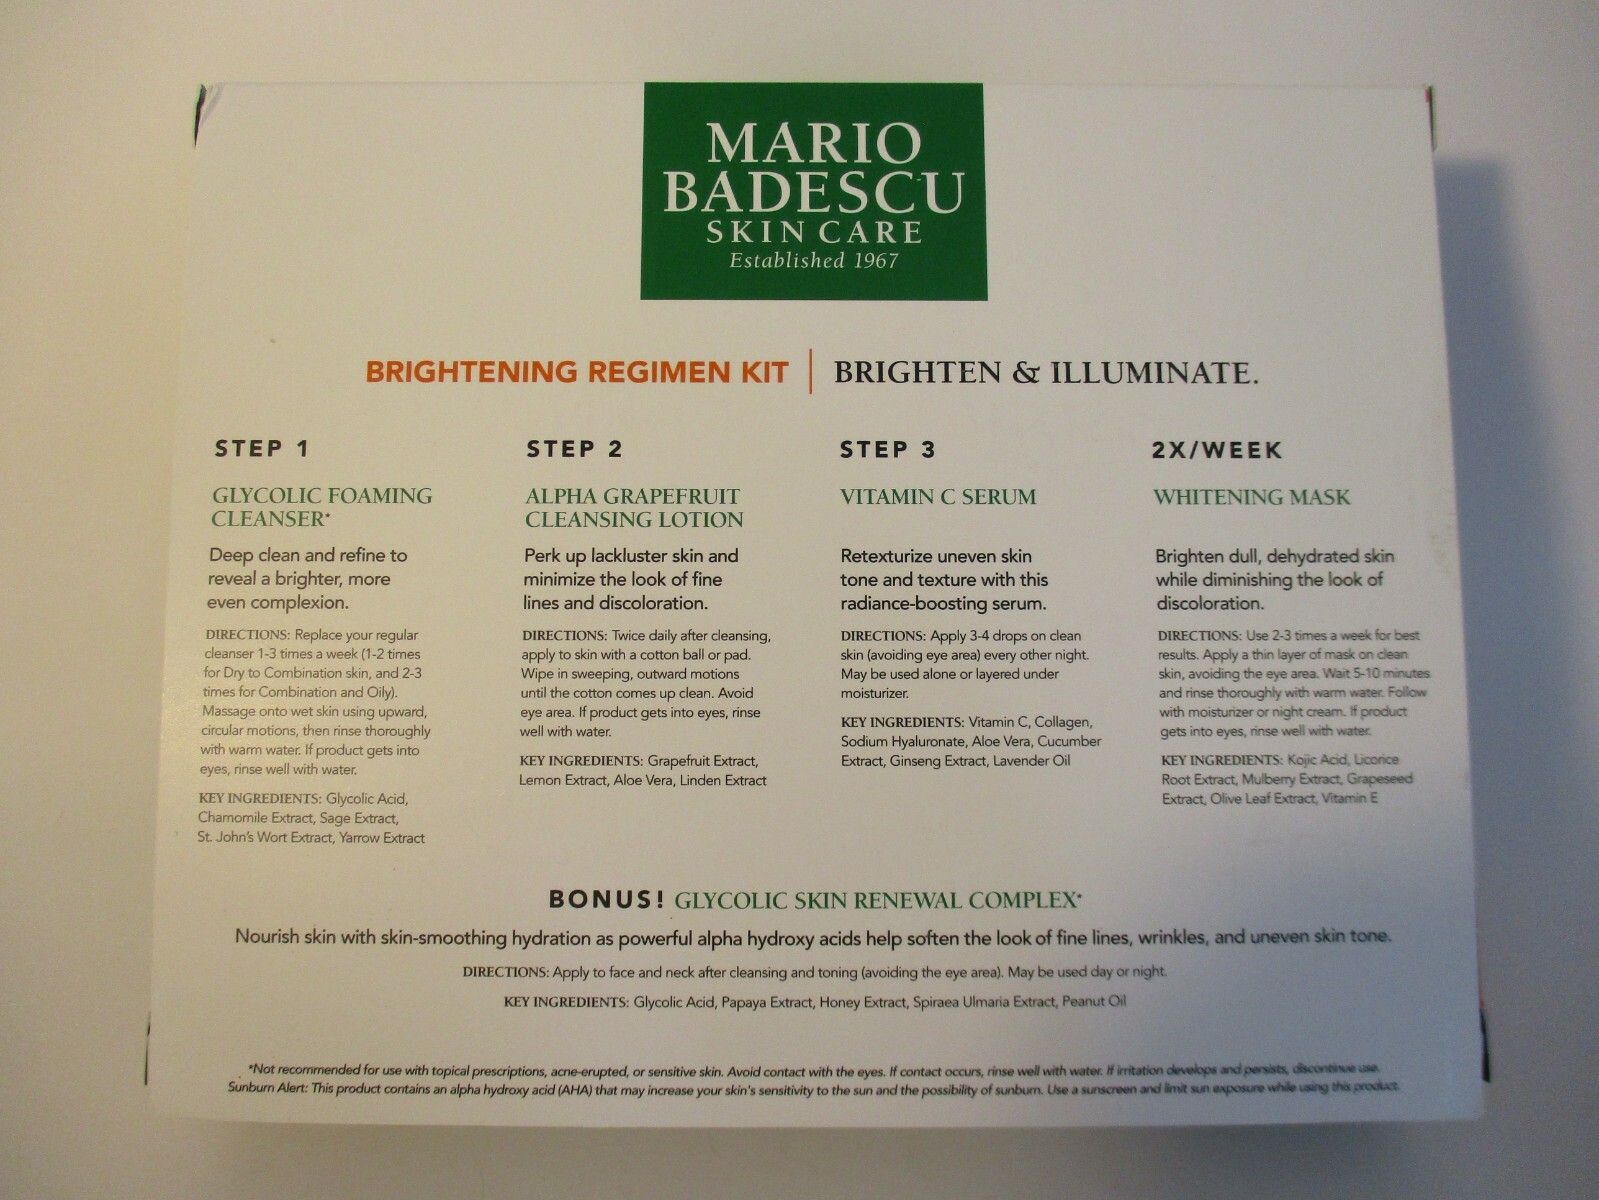 MARIO
BADESCU
SKIN CARE
Established 1967
BRIGHTENING REGIMEN KIT | BRIGHTEN & ILLUMINATE.
STEP 1
GLYCOLIC FOAMING
CLEANSER*
Deep clean and refine to
reveal a brighter, more
even complexion.
DIRECTIONS: Replace your regular
cleanser 1-3 times a week (1-2 times
for Dry to Combination skin, and 2-3
times for Combination and Oily).
Massage onto wet skin using upward,
circular motions, then rinse thoroughly
with warm water. If product gets into
eyes, rinse well with water.
KEY INGREDIENTS: Glycolic Acid,
Chamomile Extract, Sage Extract,
St. John's Wort Extract, Yarrow Extract
STEP 2
ALPHA GRAPEFRUIT
CLEANSING LOTION
Perk up lackluster skin and
minimize the look of fine
lines and discoloration.
DIRECTIONS: Twice daily after cleansing,
apply to skin with a cotton ball or pad.
Wipe in sweeping, outward motions
until the cotton comes up clean. Avoid
eye area. If product gets into eyes, rinse
well with water.
KEY INGREDIENTS: Grapefruit Extract,
Lemon Extract, Aloe Vera, Linden Extract
STEP 3
VITAMIN C SERUM
Retexturize uneven skin
tone and texture with this
radiance-boosting serum.
DIRECTIONS: Apply 3-4 drops on clean
skin (avoiding eye area) every other night.
May be used alone or layered under
moisturizer.
KEY INGREDIENTS: Vitamin C, Collagen,
Sodium Hyaluronate, Aloe Vera, Cucumber
Extract, Ginseng Extract, Lavender Oil
2X/WEEK
WHITENING MASK
Brighten dull, dehydrated skin
while diminishing the look of
discoloration.
DIRECTIONS: Use 2-3 times a week for best
results. Apply a thin layer of mask on clean
skin, avoiding the eye area. Wait 5-10 minutes
and rinse thoroughly with warm water. Follow
with moisturizer or night cream. If product
gets into eyes, rinse well with water.
KEY INGREDIENTS: Kojic Acid, Licorice
Root Extract, Mulberry Extract, Grapeseed
Extract, Olive Leaf Extract, Vitamin E
BONUS! GLYCOLIC SKIN RENEWAL COMPLEX*
Nourish skin with skin-smoothing hydration as powerful alpha hydroxy acids help soften the look of fine lines, wrinkles, and uneven skin tone.
DIRECTIONS: Apply to face and neck after cleansing and toning (avoiding the eye area). May be used day or night.
KEY INGREDIENTS: Glycolic Acid, Papaya Extract, Honey Extract, Spiraea Ulmaria Extract, Peanut Oil
*Not recommended for use with topical prescriptions, acne-erupted, or sensitive skin. Avoid contact with the eyes. If contact occurs, rinse well with water. If irritation develops and persists, discontinue use.
Sunburn Alert: This product contains an alpha hydroxy acid (AHA) that may increase your skin's sensitivity to the sun and the possibility of sunburn. Use a sunscreen and limit sun exposure while using this product.